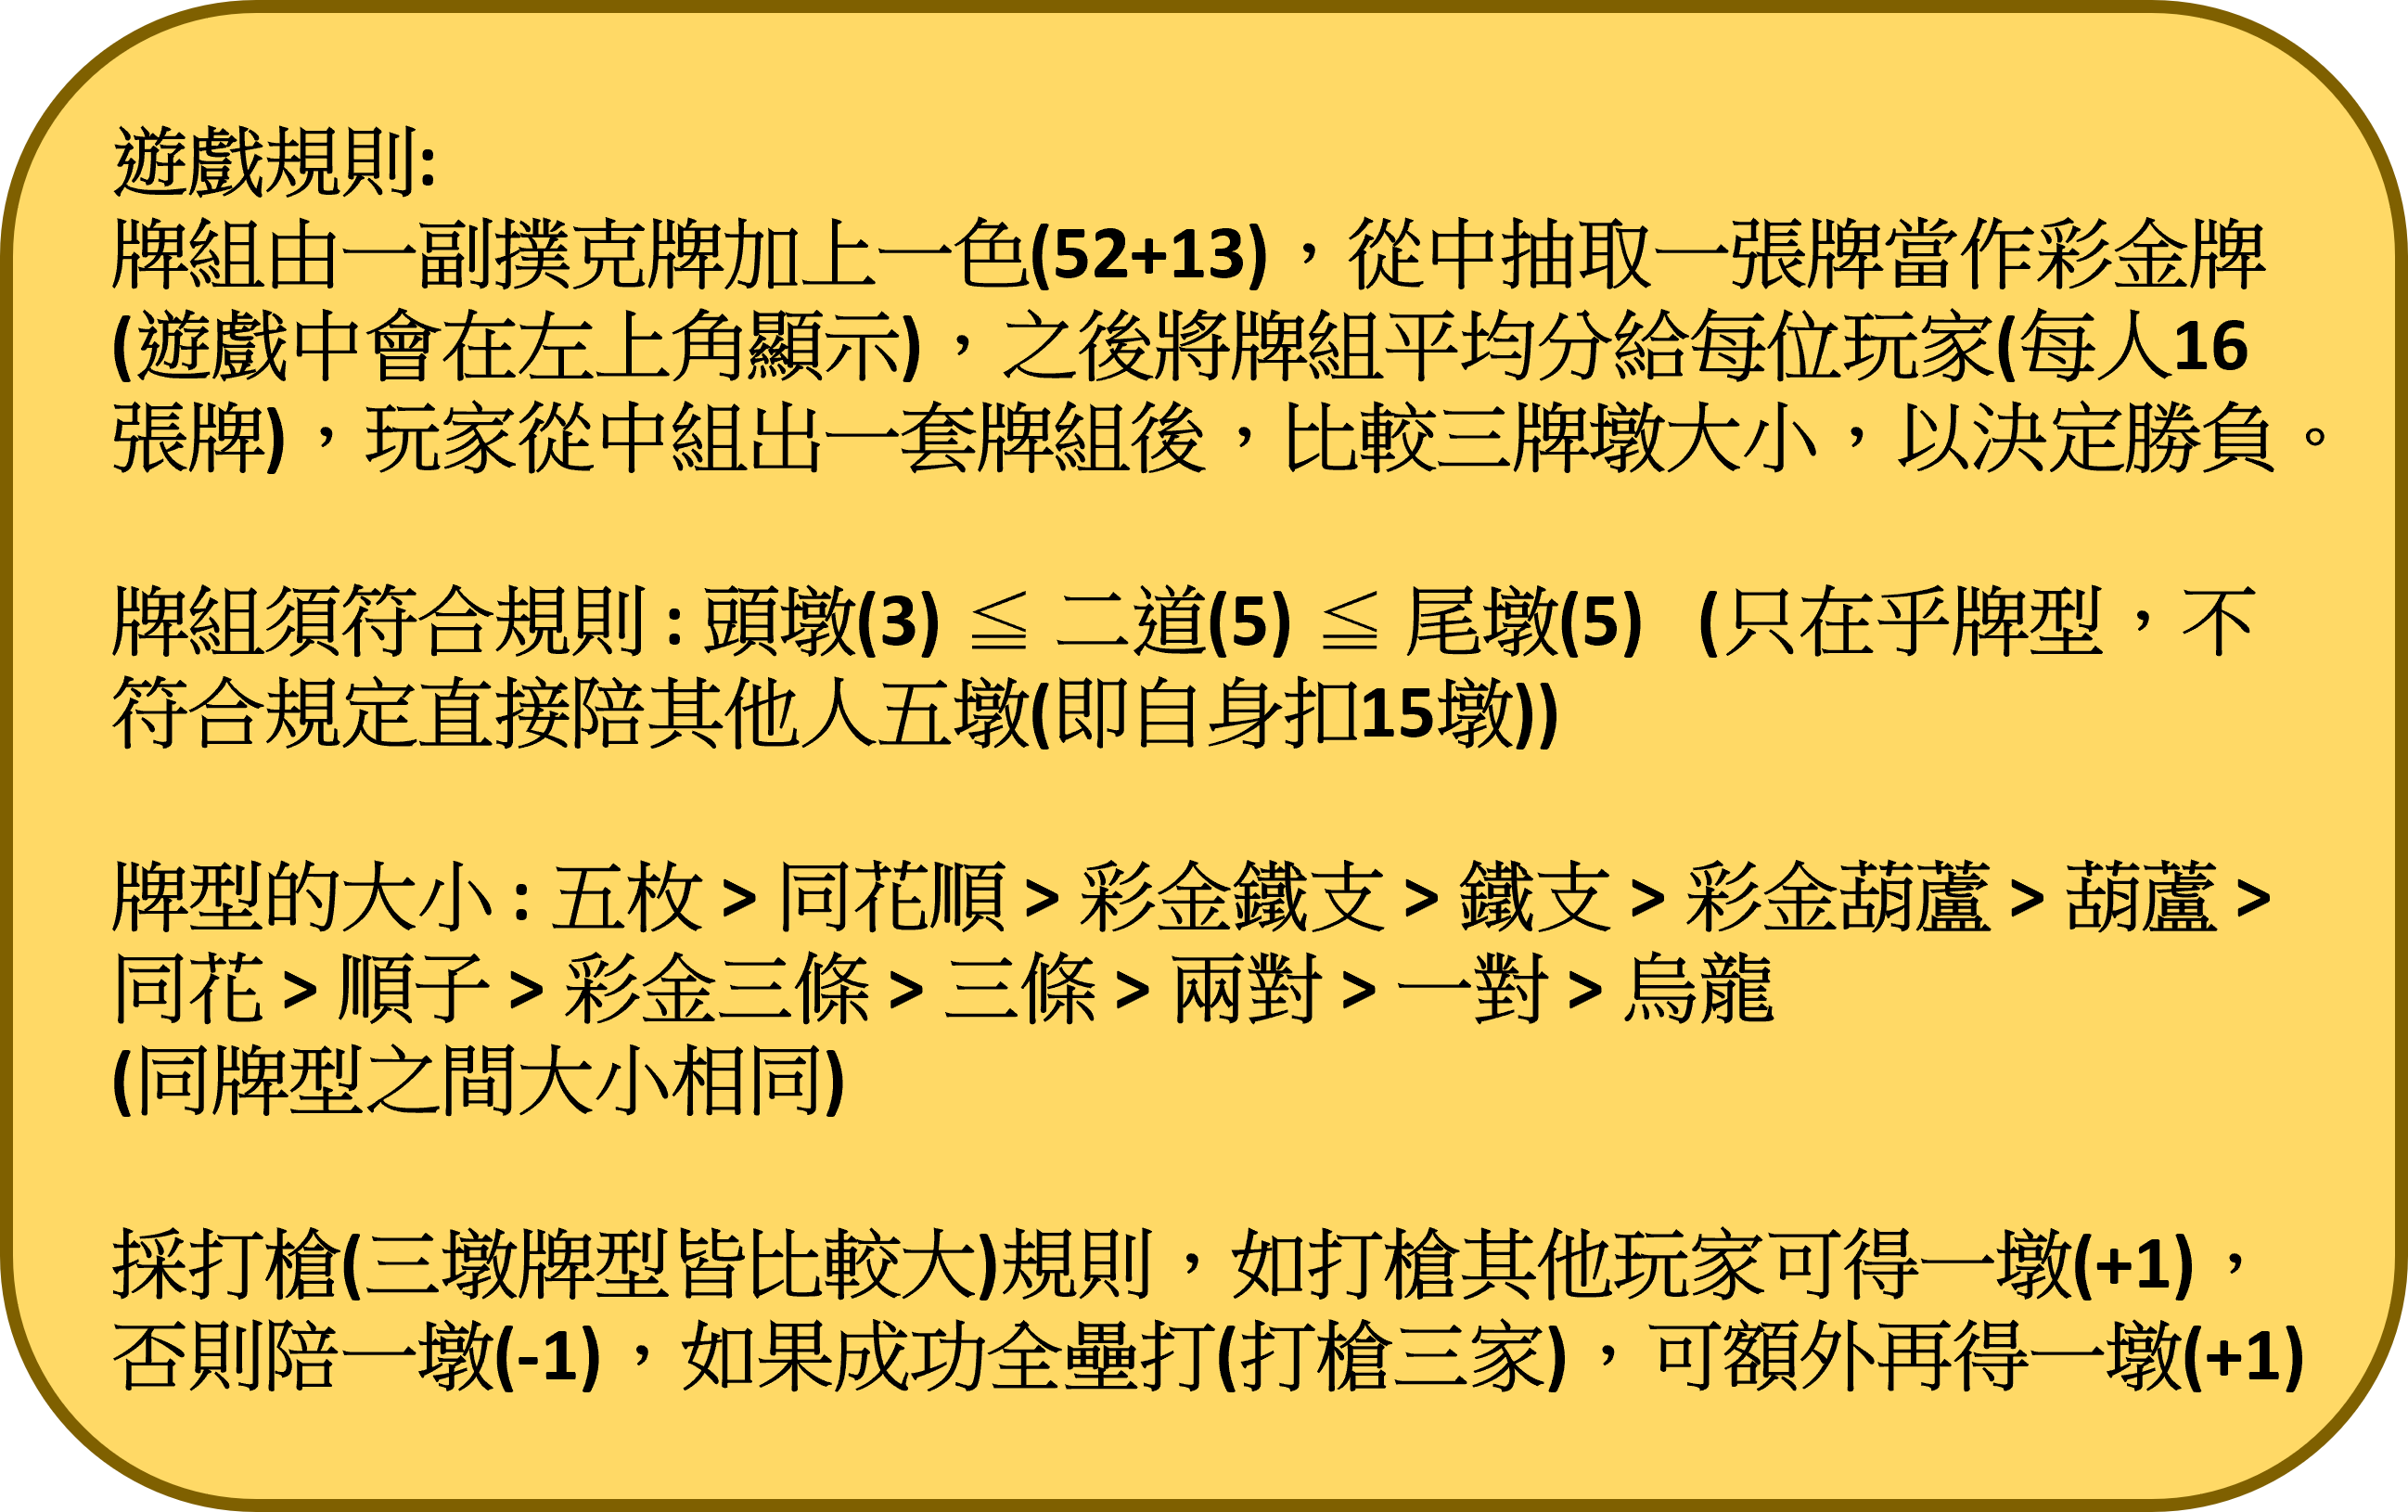 遊戲規則:
牌組由一副撲克牌加上一色(52+13)，從中抽取一張牌當作彩金牌
(遊戲中會在左上角顯示)，之後將牌組平均分給每位玩家(每人16
張牌)，玩家從中組出一套牌組後，比較三牌墩大小，以決定勝負。
牌組須符合規則 : 頭墩(3) ≦ 二道(5) ≦ 尾墩(5) (只在乎牌型，不
符合規定直接陪其他人五墩(即自身扣15墩))
牌型的大小 : 五枚 > 同花順 > 彩金鐵支 > 鐵支 > 彩金葫蘆 > 葫蘆 >
同花 > 順子 > 彩金三條 > 三條 > 兩對 > 一對 > 烏龍
(同牌型之間大小相同)
採打槍(三墩牌型皆比較大)規則，如打槍其他玩家可得一墩(+1)，
否則陪一墩(-1)，如果成功全壘打(打槍三家)，可額外再得一墩(+1)